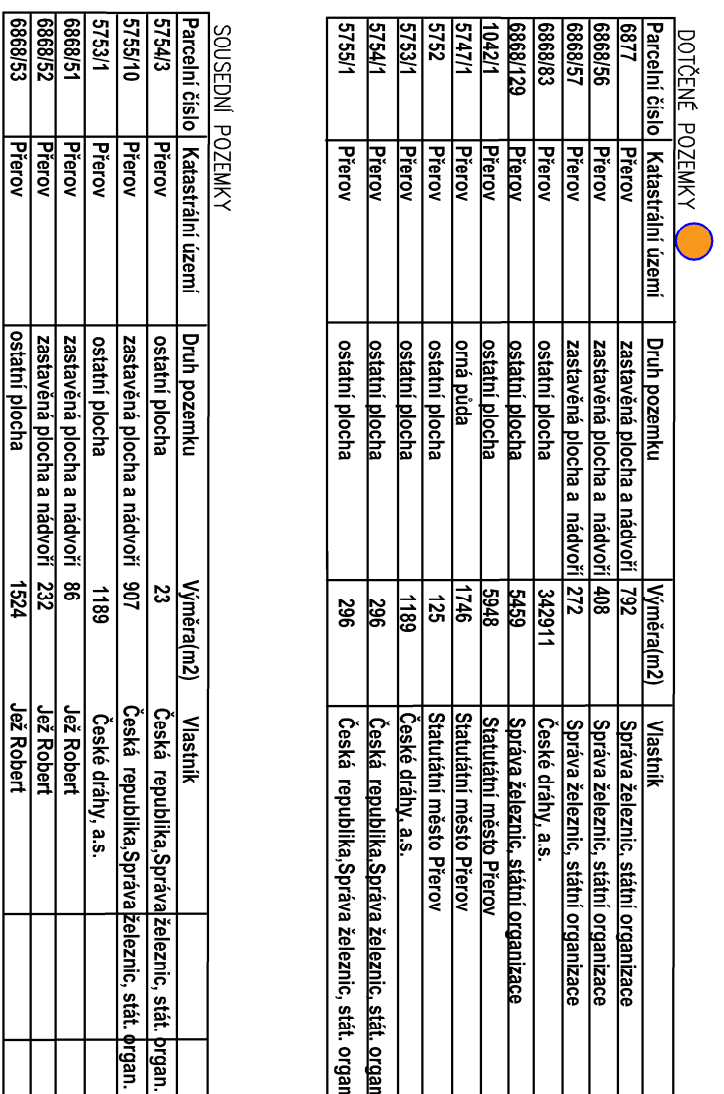 DOTČENÉ POZEMKY
Parcelní číslo Katastrální území Druh pozemku Výměra(m2) Vlastník
6877 Přerov zastavěná plocha a nádvoří 792 Správa železnic, státní organizace
6868/56 Přerov zastavěná plocha a nádvoří 408 Správa železnic, státní organizace
6868/57 Přerov zastavěná plocha a nádvoří 272 Správa železnic, státní organizace
6868/83 Přerov ostatní plocha 342911 České dráhy, a.s.
6868/129 Přerov ostatní plocha 5459 Správa železnic, státní organizace
1042/1 Přerov ostatní plocha 5948 Statutátní město Přerov
5747/1 Přerov orná půda 1746 Statutátní město Přerov
5752 Přerov ostatní plocha 125 Statutátní město Přerov
5753/1 Přerov ostatní plocha 1189 České dráhy, a.s.
5754/1 Přerov ostatní plocha 296 Česká republika,Správa železnic, stát. organ
5755/1 Přerov ostatní plocha 296 Česká republika,Správa železnic, stát. organ
SOUSEDNÍ POZEMKY
Parcelní číslo Katastrální území Druh pozemku Výměra(m2) Vlastník
5754/3 Přerov ostatní plocha 23 Česká republika,Správa železnic, stát. organ.
5755/10 Přerov zastavěná plocha a nádvoří 907 Česká republika,Správa železnic, stát. organ.
5753/1 Přerov ostatní plocha 1189 České dráhy, a.s.
6868/51 Přerov zastavěná plocha a nádvoří 86 Jež Robert
6868/52 Přerov zastavěná plocha a nádvoří 232 Jež Robert
6868/53 Přerov ostatní plocha 1524 Jež Robert